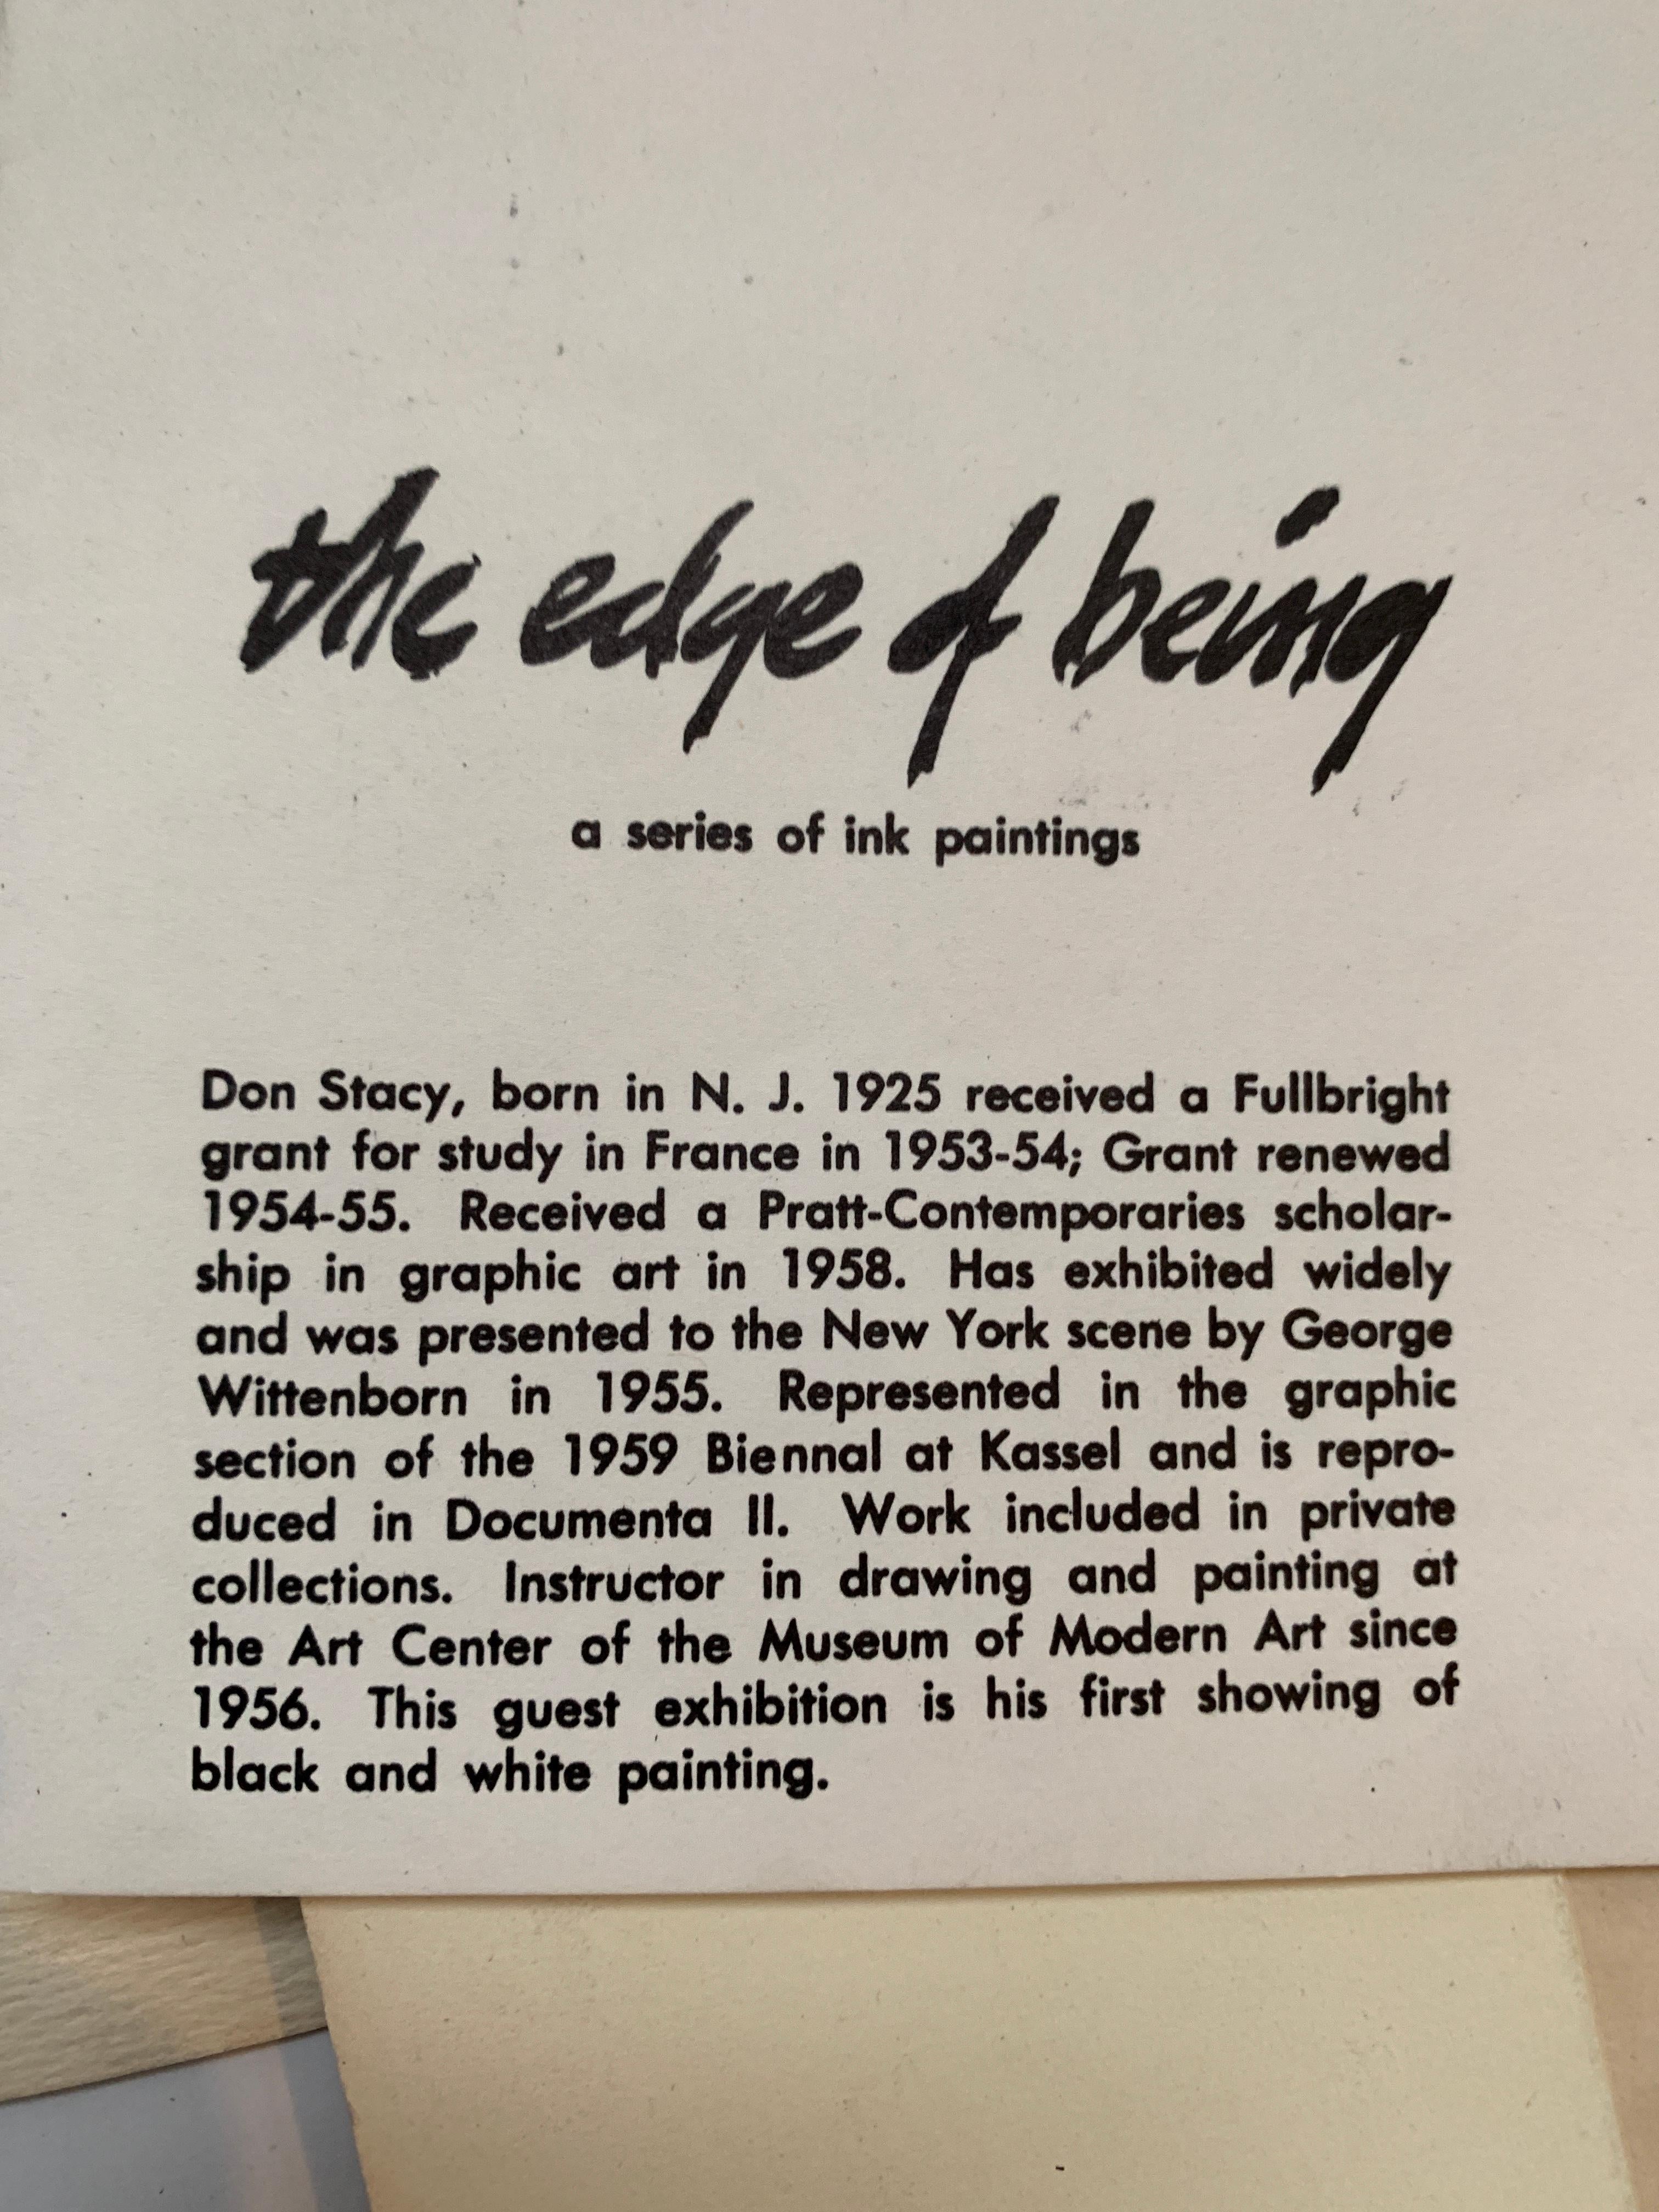 the edge of being
a series of ink paintings
Don Stacy, born in N. J. 1925 received a Fullbright
grant for study in France in 1953-54; Grant renewed
1954-55. Received a Pratt-Contemporaries scholar-
ship in graphic art in 1958. Has exhibited widely
and was presented to the New York scene by George
Wittenborn in 1955. Represented in the graphic
section of the 1959 Biennal at Kassel and is repro-
duced in Documenta II. Work included in private
collections. Instructor in drawing and painting at
the Art Center of the Museum of Modern Art since
1956. This guest exhibition is his first showing of
black and white painting.